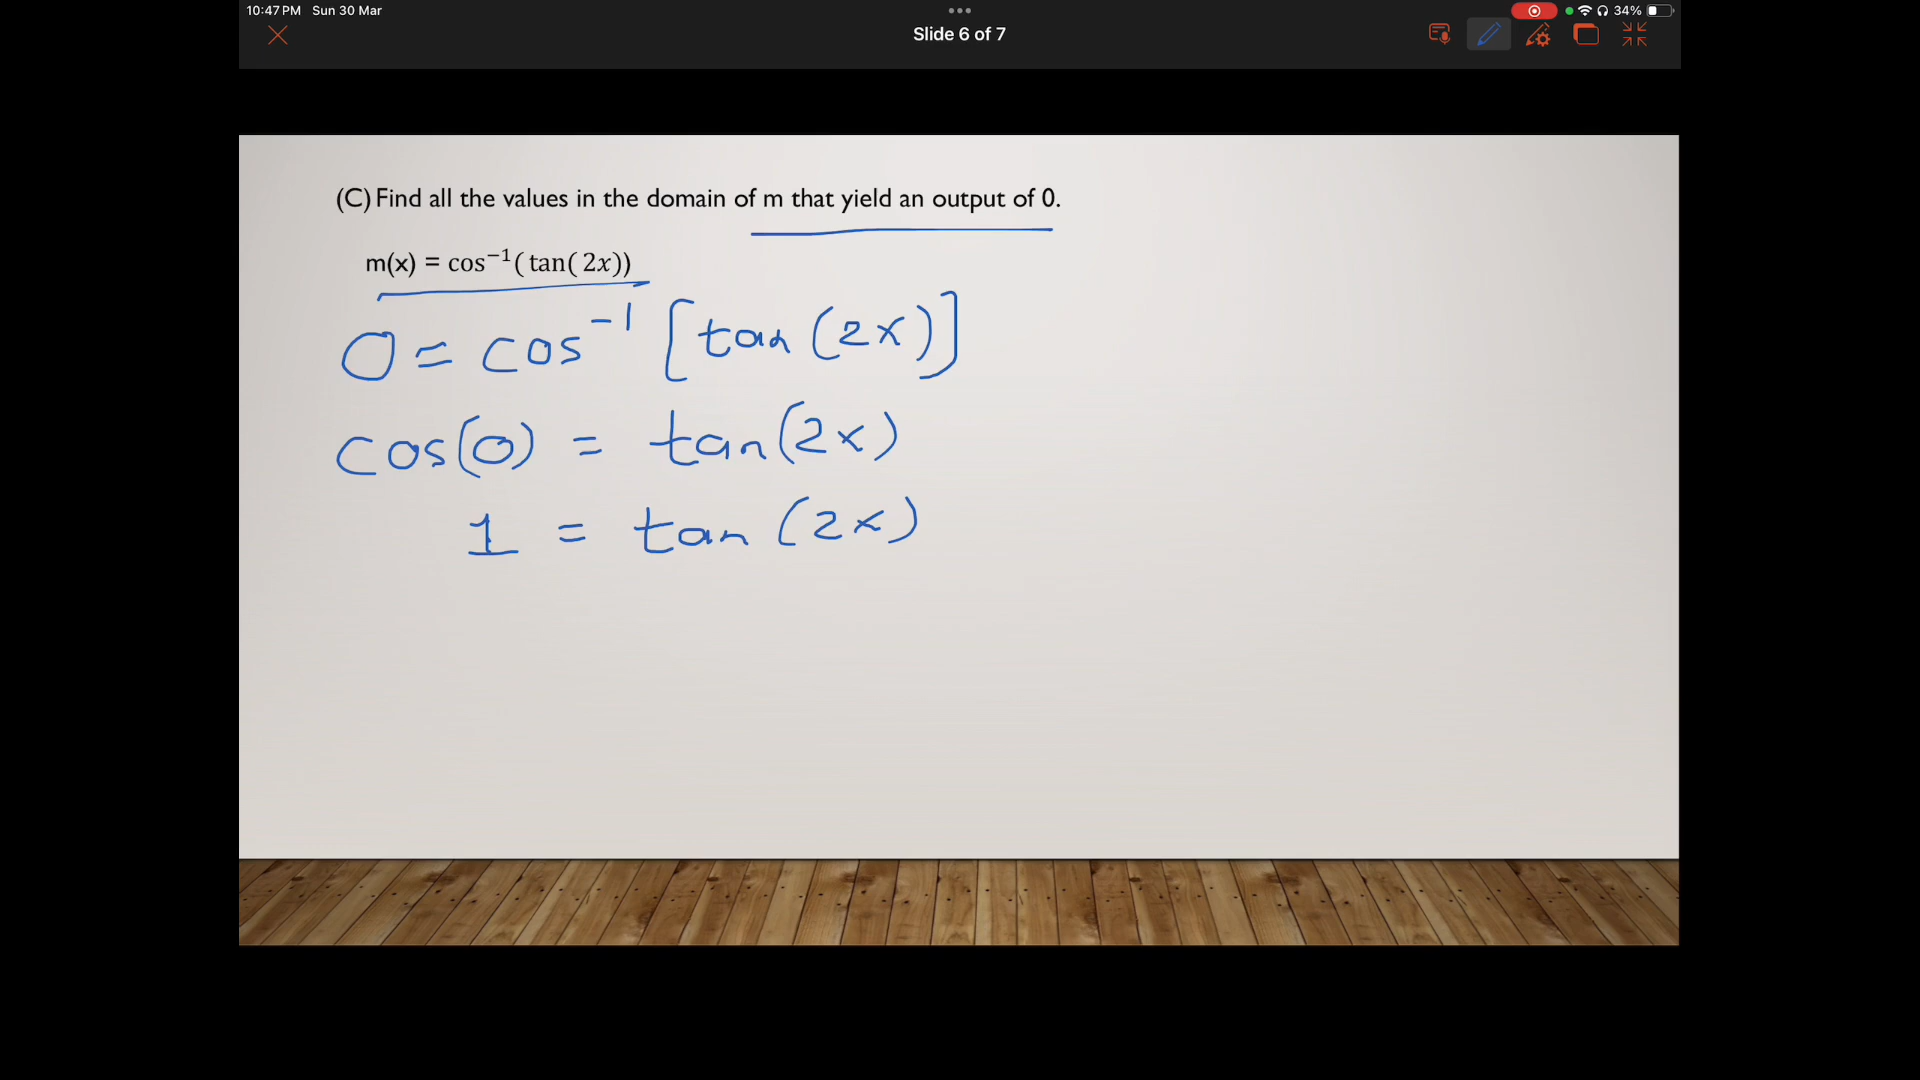 10:47 PM Sun 30 Mar
34%
Slide 6 of 7
(C) Find all the values in the domain of m that yield an output of 0.
m(x) = cos⁻¹( tan( 2x))
0 = cos⁻¹ [tan (2x)]
cos(0) = tan(2x)
1 = tan (2x)